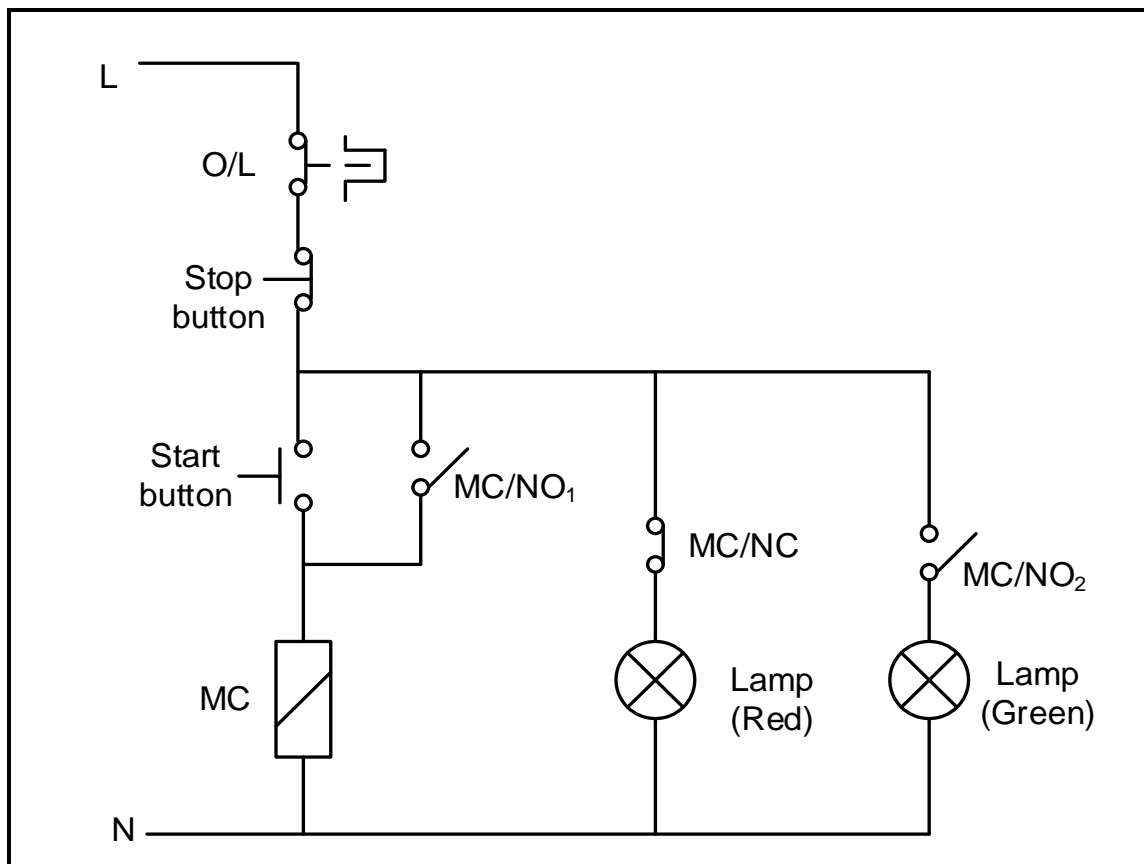 L
O/L
Stop
button
Start
button
MC/NO₁
MC/NC
MC/NO₂
MC
Lamp
(Red)
Lamp
(Green)
N